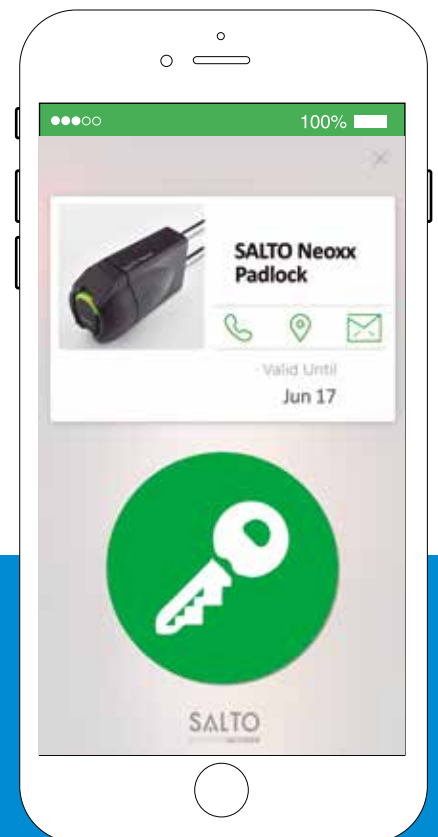 100%
SALTO Neoxx
Padlock
Valid Until
Jun 17
SALTO